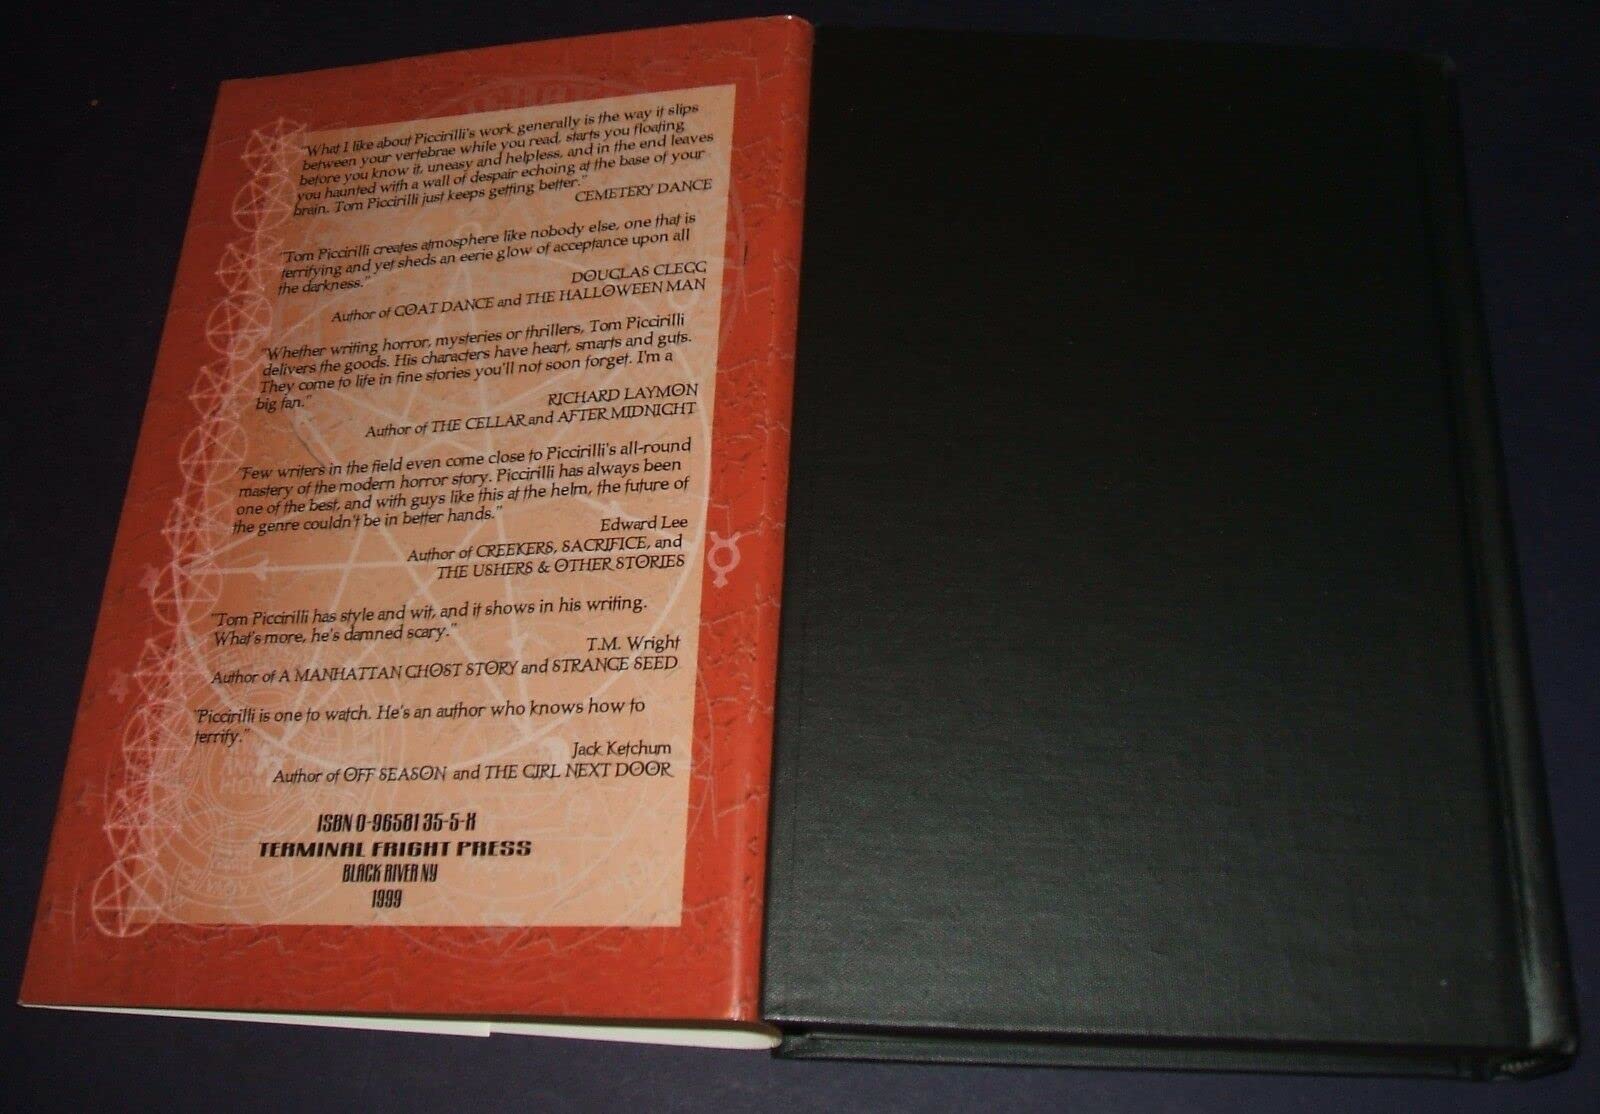 "What I like about Piccirilli's work generally is the way it slips
between your vertebrae while you read, starts you floating
before you know it, uneasy and helpless, and in the end leaves
you haunted with a wall of despair echoing at the base of your
brain. Tom Piccirilli just keeps getting better."
CEMETERY DANCE
"Tom Piccirilli creates atmosphere like nobody else, one that is
terrifying and yet sheds an eerie glow of acceptance upon all
the darkness."
DOUGLAS CLEGG
Author of GOAT DANCE and THE HALLOWEEN MAN
"Whether writing horror, mysteries or thrillers, Tom Piccirilli
delivers the goods. His characters have heart, smarts and guts.
They come to life in fine stories you'll not soon forget. I'm a
big fan."
RICHARD LAYMON
Author of THE CELLAR and AFTER MIDNIGHT
"Few writers in the field even come close to Piccirilli's all-round
mastery of the modern horror story. Piccirilli has always been
one of the best, and with guys like this at the helm, the future of
the genre couldn't be in better hands."
Edward Lee
Author of CREEKERS, SACRIFICE, and
THE USHERS & OTHER STORIES
"Tom Piccirilli has style and wit, and it shows in his writing.
What's more, he's damned scary."
T.M. Wright
Author of A MANHATTAN GHOST STORY and STRANGE SEED
"Piccirilli is one to watch. He's an author who knows how to
terrify."
Jack Ketchum
Author of OFF SEASON and THE GIRL NEXT DOOR
ISBN 0-9658135-5-X
TERMINAL FRIGHT PRESS
BLACK RIVER NY
1999